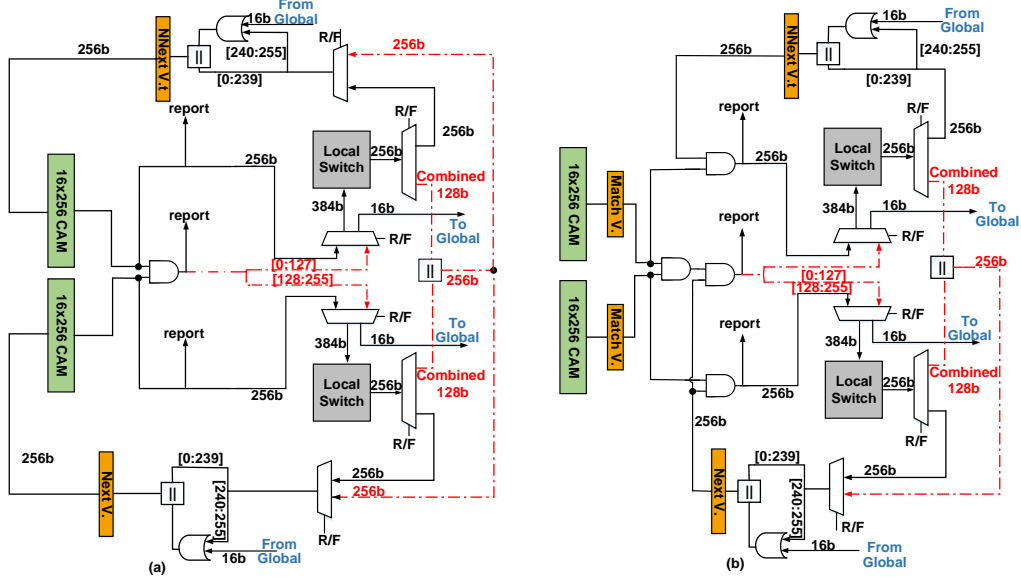 From
Global
16b
NNext V.t
||
[240:255]
[0:239]
R/F
256b
256b
256b
report
R/F
256b
Local
Switch
256b
Combined
128b
16x256 CAM
report
384b
16b
To
Global
R/F
[0:127]
[128:255]
||
256b
16x256 CAM
report
R/F
To
Global
384b
16b
Local
Switch
256b
Combined
128b
256b
R/F
256b
[0:239]
256b
256b
Next V.
||
[240:255]
R/F
16b
From
Global
(a)
From
Global
16b
NNext V.t
||
[240:255]
[0:239]
256b
R/F
256b
report
256b
Local
Switch
256b
Combined
128b
16x256 CAM
Match V.
report
384b
16b
To
Global
R/F
[0:127]
[128:255]
||
256b
16x256 CAM
Match V.
report
R/F
To
Global
384b
16b
Local
Switch
256b
Combined
128b
256b
256b
R/F
[0:239]
256b
Next V.
||
[240:255]
R/F
16b
From
Global
(b)